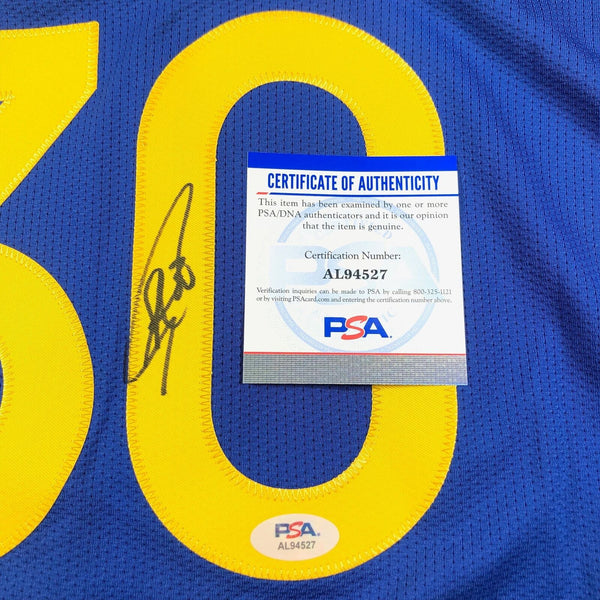 30
CERTIFICATE OF AUTHENTICITY
This item has been examined by one or more
PSA/DNA authenticators and it is our opinion
that the item is genuine.
Certification Number:
AL94527
Verification inquiries can be made to PSA by calling 800-325-1121
or by visiting PSAcard.com and entering the certification number above.
PSA.
PSA.
AL94527